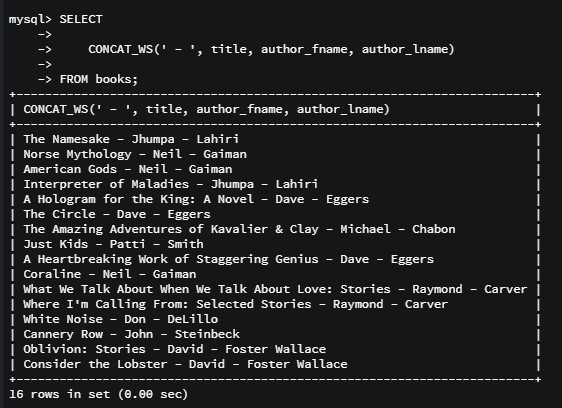 mysql> SELECT
->
-> CONCAT_WS(' - ', title, author_fname, author_lname)
->
-> FROM books;
+-----------------------------------------------------------------------+
| CONCAT_WS(' - ', title, author_fname, author_lname) |
+-----------------------------------------------------------------------+
| The Namesake - Jhumpa - Lahiri |
| Norse Mythology - Neil - Gaiman |
| American Gods - Neil - Gaiman |
| Interpreter of Maladies - Jhumpa - Lahiri |
| A Hologram for the King: A Novel - Dave - Eggers |
| The Circle - Dave - Eggers |
| The Amazing Adventures of Kavalier & Clay - Michael - Chabon |
| Just Kids - Patti - Smith |
| A Heartbreaking Work of Staggering Genius - Dave - Eggers |
| Coraline - Neil - Gaiman |
| What We Talk About When We Talk About Love: Stories - Raymond - Carver |
| Where I'm Calling From: Selected Stories - Raymond - Carver |
| White Noise - Don - DeLillo |
| Cannery Row - John - Steinbeck |
| Oblivion: Stories - David - Foster Wallace |
| Consider the Lobster - David - Foster Wallace |
+-----------------------------------------------------------------------+
16 rows in set (0.00 sec)